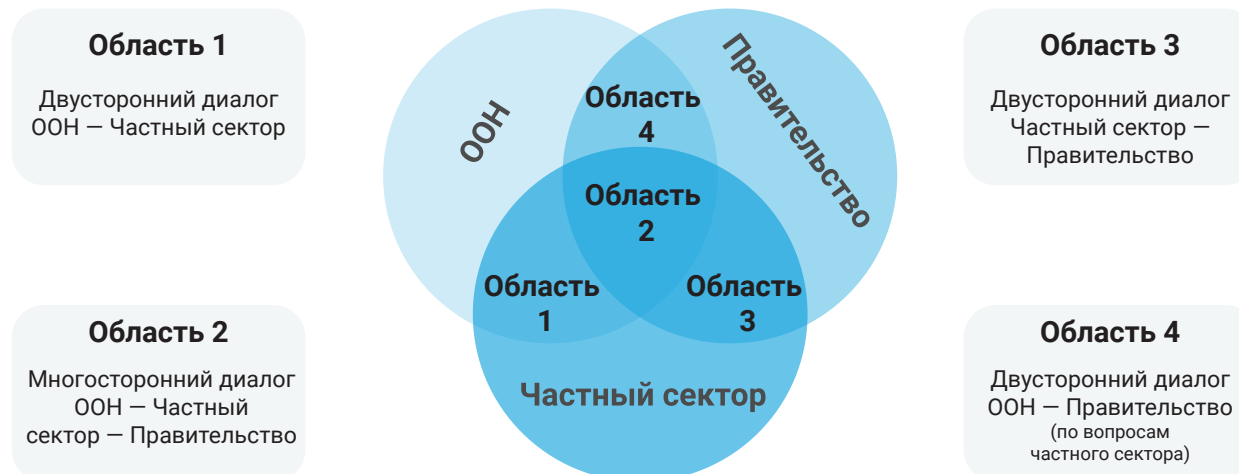 Область 1
Двусторонний диалог
ООН — Частный сектор
Область 2
Многосторонний диалог
ООН — Частный
сектор — Правительство
ООН
Правительство
Область
4
Область
2
Область
1
Область
3
Частный сектор
Область 3
Двусторонний диалог
Частный сектор —
Правительство
Область 4
Двусторонний диалог
ООН — Правительство
(по вопросам
частного сектора)